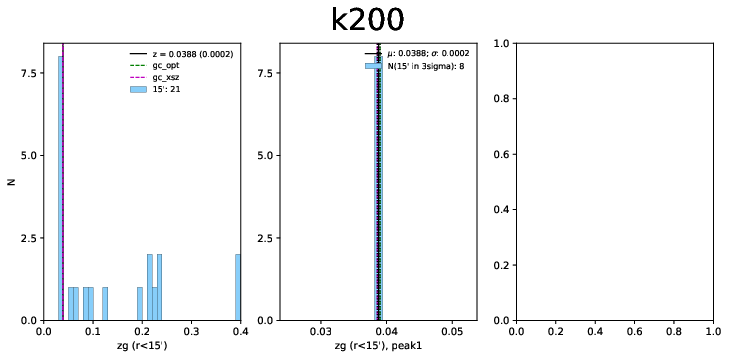 k200
z = 0.0388 (0.0002)
gc_opt
gc_xsz
15': 21
7.5
5.0
2.5
0.0
N
0.0 0.1 0.2 0.3 0.4
zg (r<15')
μ: 0.0388; σ: 0.0002
N(15' in 3sigma): 8
7.5
5.0
2.5
0.0
0.03 0.04 0.05
zg (r<15'), peak1
1.0
0.8
0.6
0.4
0.2
0.0
0.0 0.2 0.4 0.6 0.8 1.0